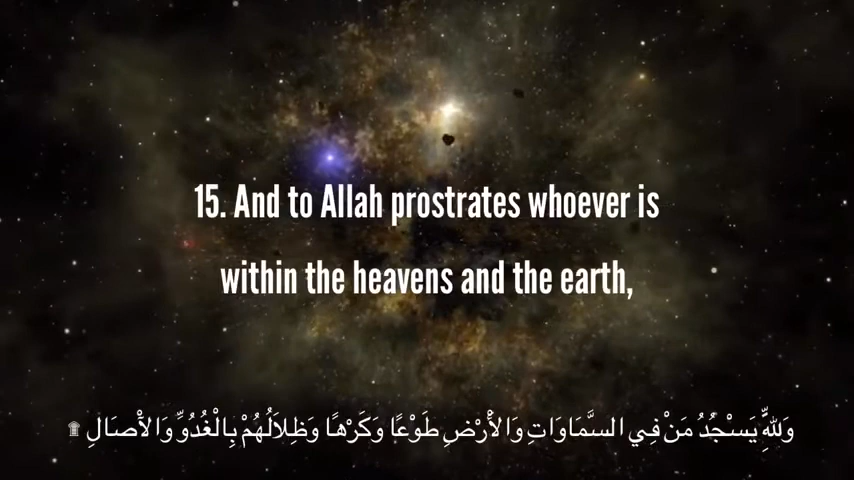 15. And to Allah prostrates whoever is
within the heavens and the earth,
وَلِلَّهِ يَسْجُدُ مَنْ فِي السَّمَاوَاتِ وَالْأَرْضِ طَوْعًا وَكَرْهًا وَظِلَالُهُمْ بِالْغُدُوِّ وَالْآصَالِ ۩